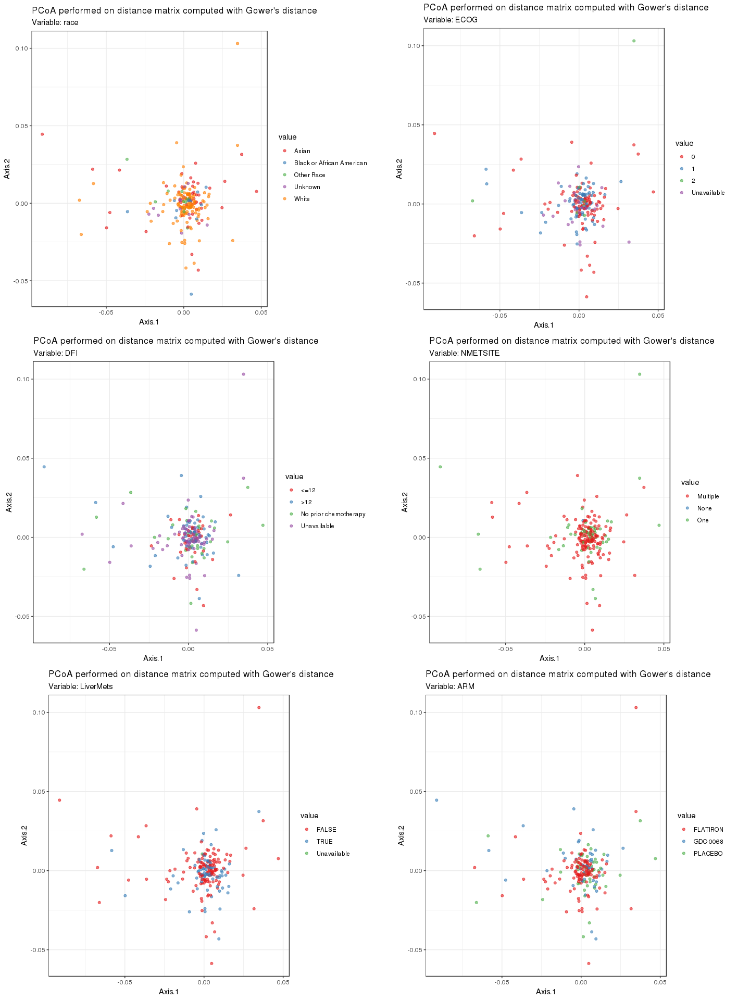 PCoA performed on distance matrix computed with Gower's distance
Variable: race
0.10
0.05
0.00
-0.05
Axis.2
-0.05 0.00 0.05
Axis.1
value
Asian
Black or African American
Other Race
Unknown
White
PCoA performed on distance matrix computed with Gower's distance
Variable: ECOG
0.10
0.05
0.00
-0.05
Axis.2
-0.05 0.00 0.05
Axis.1
value
0
1
2
Unavailable
PCoA performed on distance matrix computed with Gower's distance
Variable: DFI
0.10
0.05
0.00
-0.05
Axis.2
-0.05 0.00 0.05
Axis.1
value
<=12
>12
No prior chemotherapy
Unavailable
PCoA performed on distance matrix computed with Gower's distance
Variable: NMETSITE
0.10
0.05
0.00
-0.05
Axis.2
-0.05 0.00 0.05
Axis.1
value
Multiple
None
One
PCoA performed on distance matrix computed with Gower's distance
Variable: LiverMets
0.10
0.05
0.00
-0.05
Axis.2
-0.05 0.00 0.05
Axis.1
value
FALSE
TRUE
Unavailable
PCoA performed on distance matrix computed with Gower's distance
Variable: ARM
0.10
0.05
0.00
-0.05
Axis.2
-0.05 0.00 0.05
Axis.1
value
FLATIRON
GDC-0068
PLACEBO